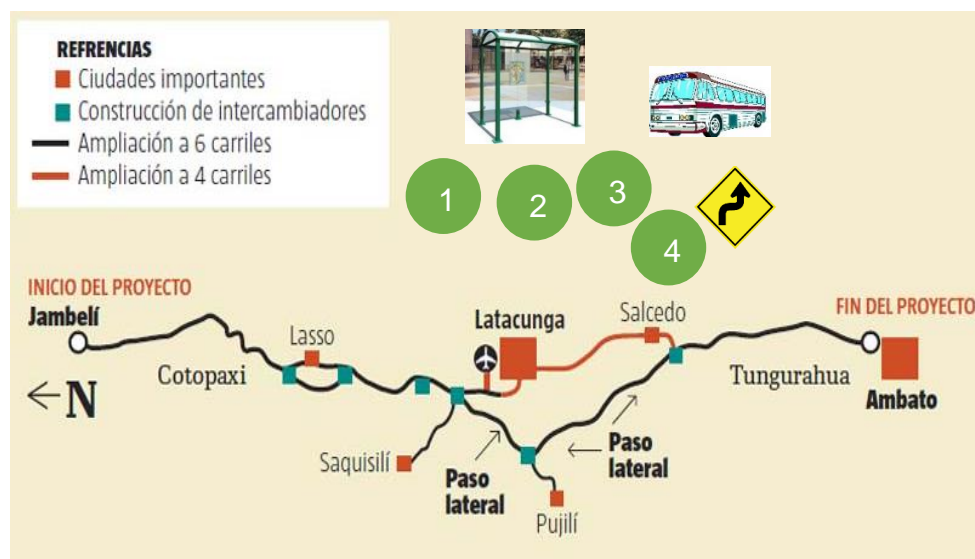 REFRENCIAS
Ciudades importantes
Construcción de intercambiadores
Ampliación a 6 carriles
Ampliación a 4 carriles
1
2
3
4
INICIO DEL PROYECTO
Jambelí
Lasso
Latacunga
Salcedo
FIN DEL PROYECTO
Cotopaxi
Tungurahua
Ambato
N
Saquisilí
Paso
lateral
Paso
lateral
Pujilí